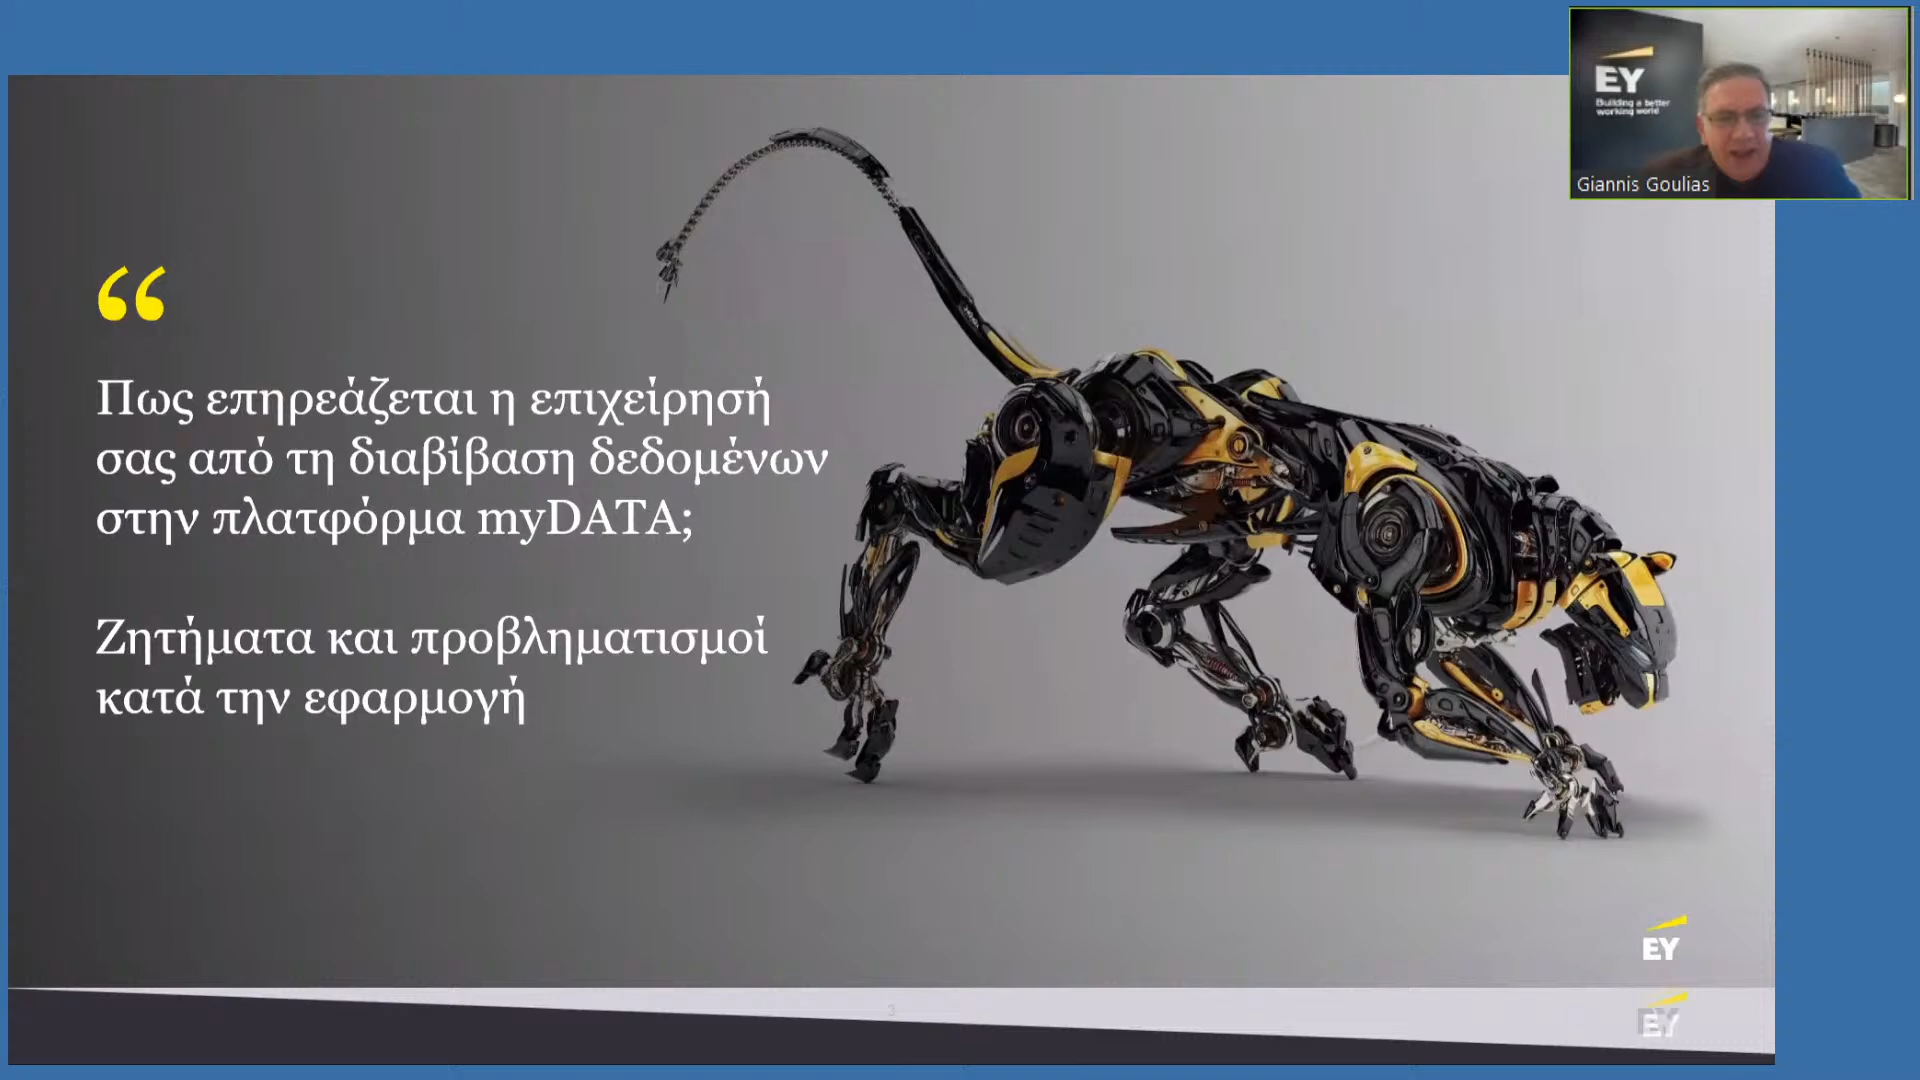 EY
Building a better
working world
Giannis Goulias
“
Πως επηρεάζεται η επιχείρησή
σας από τη διαβίβαση δεδομένων
στην πλατφόρμα myDATA;
Ζητήματα και προβληματισμοί
κατά την εφαρμογή
EY
3
EY